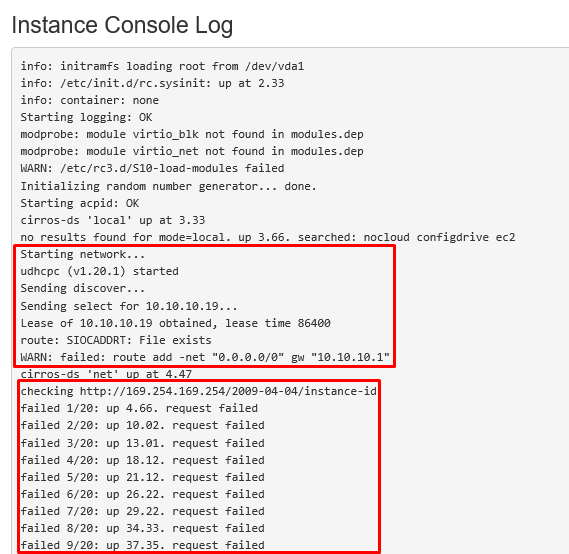 Instance Console Log
info: initramfs loading root from /dev/vda1
info: /etc/init.d/rc.sysinit: up at 2.33
info: container: none
Starting logging: OK
modprobe: module virtio_blk not found in modules.dep
modprobe: module virtio_net not found in modules.dep
WARN: /etc/rc3.d/S10-load-modules failed
Initializing random number generator... done.
Starting acpid: OK
cirros-ds 'local' up at 3.33
no results found for mode=local. up 3.66. searched: nocloud configdrive ec2
Starting network...
udhcpc (v1.20.1) started
Sending discover...
Sending select for 10.10.10.19...
Lease of 10.10.10.19 obtained, lease time 86400
route: SIOCADDRT: File exists
WARN: failed: route add -net "0.0.0.0/0" gw "10.10.10.1"
cirros-ds 'net' up at 4.47
checking http://169.254.169.254/2009-04-04/instance-id
failed 1/20: up 4.66. request failed
failed 2/20: up 10.02. request failed
failed 3/20: up 13.01. request failed
failed 4/20: up 18.12. request failed
failed 5/20: up 21.12. request failed
failed 6/20: up 26.22. request failed
failed 7/20: up 29.22. request failed
failed 8/20: up 34.33. request failed
failed 9/20: up 37.35. request failed